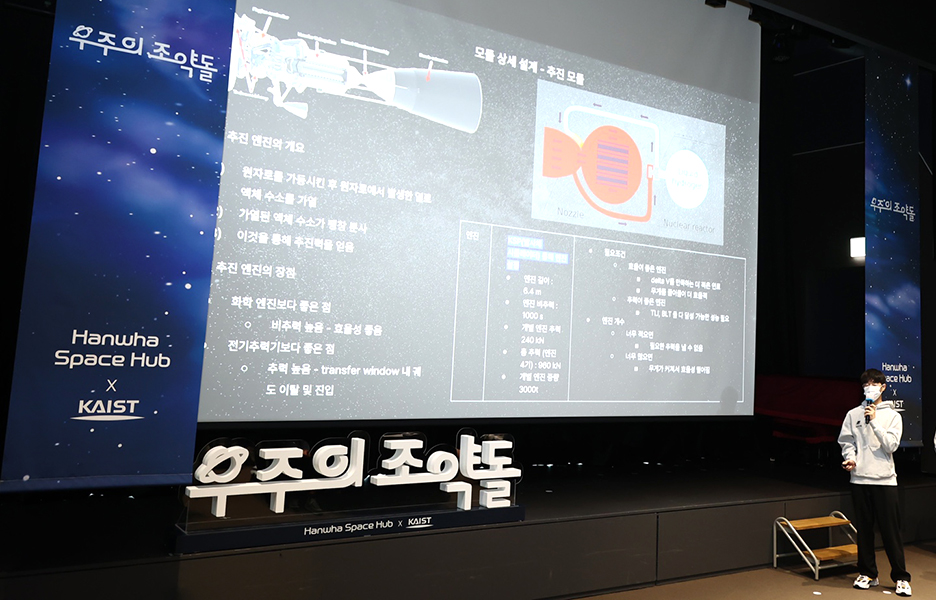 우주의 조약돌
Hanwha
Space Hub
X
KAIST
모듈 상세 설계 - 추진 모듈
추진 엔진의 개요
원자로를 가동시킨 후 원자로에서 발생한 열로
액체 수소를 가열
가열된 액체 수소가 팽창 분사
이것을 통해 추진력을 얻음
추진 엔진의 장점
화학 엔진보다 좋은 점
비추력 높음 - 효율성 좋음
전기추력기보다 좋은 점
추력 높음 - transfer window 내 궤
도 이탈 및 진입
Nozzle
Nuclear reactor
엔진
엔진 길이 :
6.4 m
엔진 비추력 :
1000 s
개별 엔진 추력
240 kN
총 추력 (엔진
4기) : 960 kN
개별 엔진 중량
3000t
필요조건
효율이 좋은 엔진
delta V를 만족하는 더 적은 연료
무게를 줄여줌이 더 효율적
추력이 좋은 엔진
TLI, BLT 둘 다 달성 가능한 성능 필요
엔진 개수
너무 적으면
필요한 추력을 낼 수 없음
너무 많으면
무게가 커져서 효율성 떨어짐
우주의 조약돌
Hanwha Space Hub x KAIST
우주의 조약돌
Hanwha
Space Hub
X